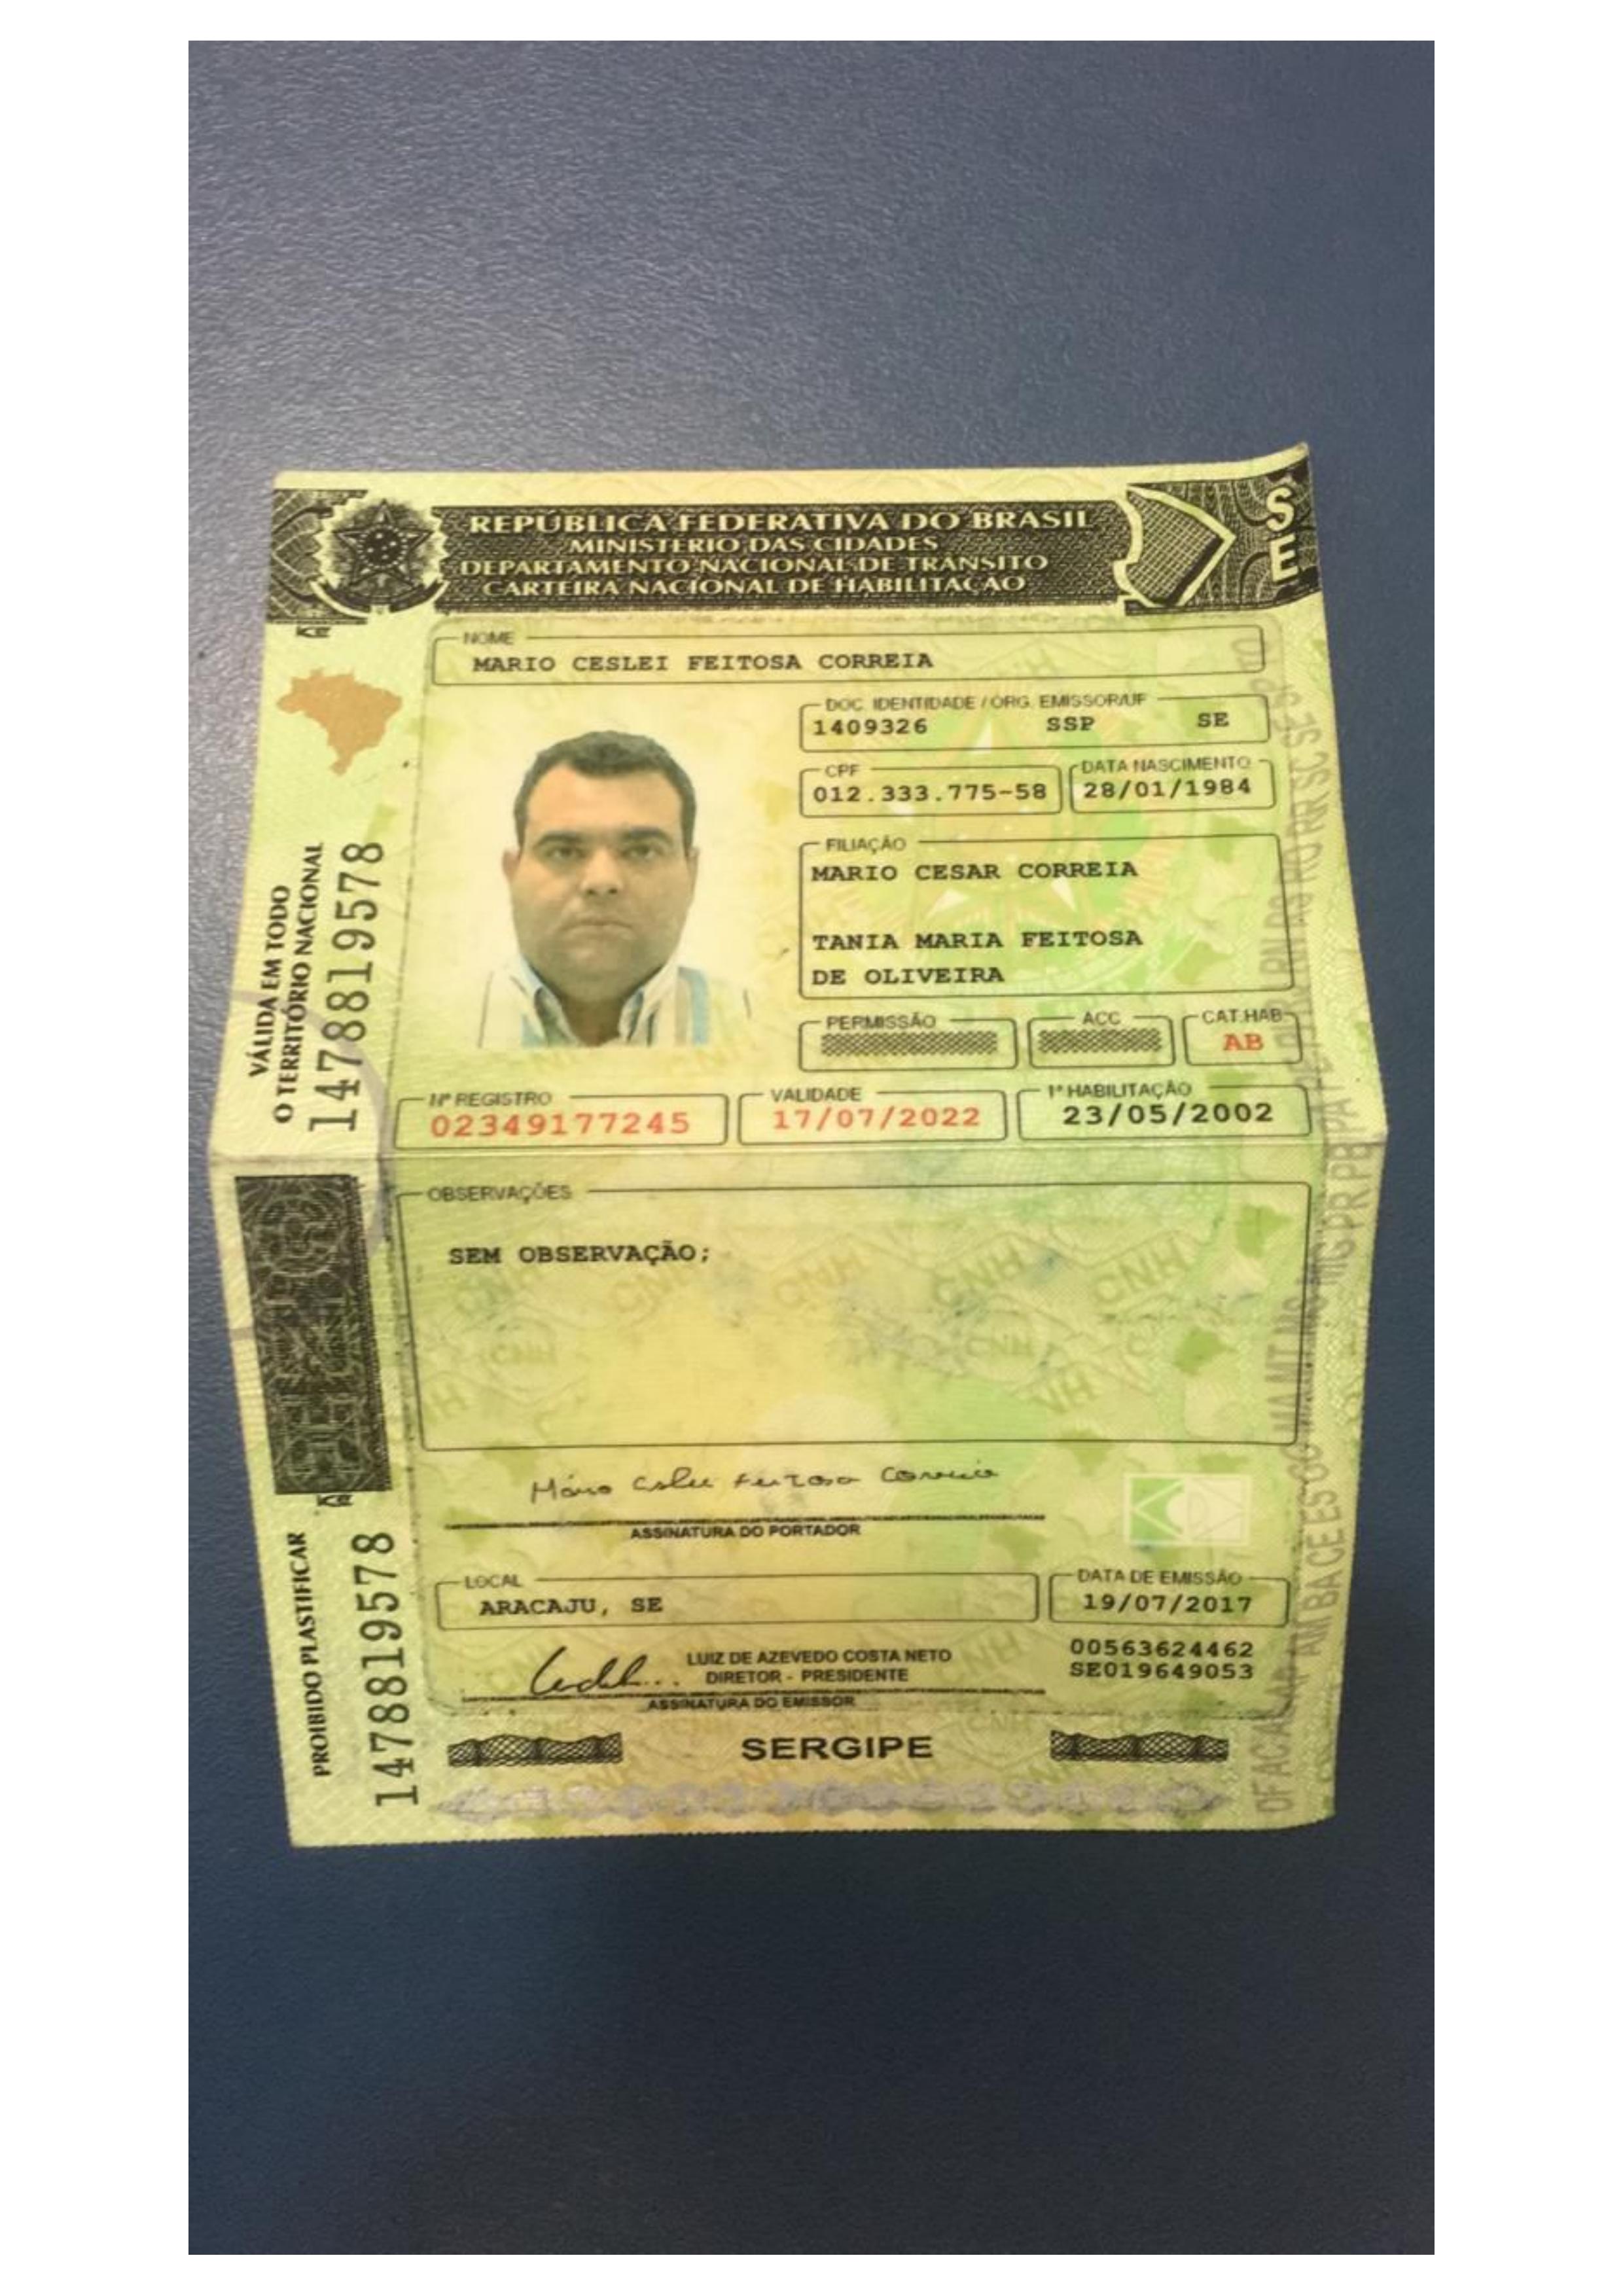 REPÚBLICA FEDERATIVA DO BRASIL
MINISTÉRIO DAS CIDADES
DEPARTAMENTO NACIONAL DE TRÂNSITO
CARTEIRA NACIONAL DE HABILITAÇÃO
SE
NOME
MARIO CESLEI FEITOSA CORREIA
DOC. IDENTIDADE / ÓRG. EMISSOR/UF
1409326 SSP SE
CPF
012.333.775-58
DATA NASCIMENTO
28/01/1984
FILIAÇÃO
MARIO CESAR CORREIA
TANIA MARIA FEITOSA
DE OLIVEIRA
PERMISSÃO
ACC
CAT.HAB
AB
Nº REGISTRO
02349177245
VALIDADE
17/07/2022
1ª HABILITAÇÃO
23/05/2002
VÁLIDA EM TODO
O TERRITÓRIO NACIONAL
1478819578
OBSERVAÇÕES
SEM OBSERVAÇÃO;
Mário Ceslei Feitosa Correia
ASSINATURA DO PORTADOR
LOCAL
ARACAJU, SE
DATA DE EMISSÃO
19/07/2017
LUIZ DE AZEVEDO COSTA NETO
DIRETOR - PRESIDENTE
ASSINATURA DO EMISSOR
00563624462
SE019649053
SERGIPE
PROIBIDO PLASTIFICAR
1478819578